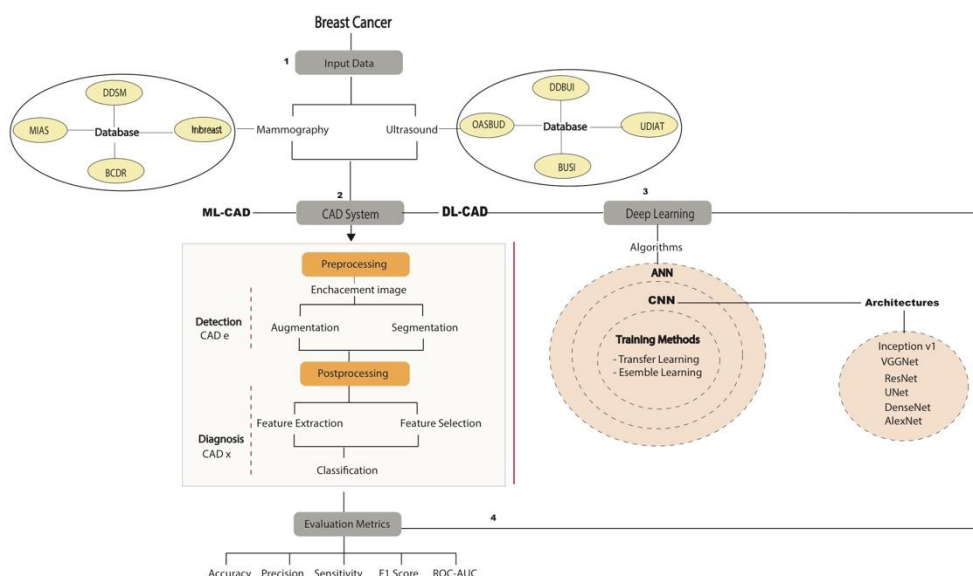 Breast Cancer
1
Input Data
DDSM
MIAS
Database
Inbreast
BCDR
Mammography
Ultrasound
DDBUI
OASBUD
Database
UDIAT
BUSI
2
ML-CAD
CAD System
DL-CAD
3
Deep Learning
Preprocessing
Enchacement image
Detection
CAD e
Augmentation
Segmentation
Postprocessing
Feature Extraction
Feature Selection
Diagnosis
CAD x
Classification
Algorithms
ANN
CNN
Training Methods
- Transfer Learning
- Esemble Learning
Architectures
Inception v1
VGGNet
ResNet
UNet
DenseNet
AlexNet
Evaluation Metrics
4
Accuracy
Precision
Sensitivity
F1 Score
ROC-AUC